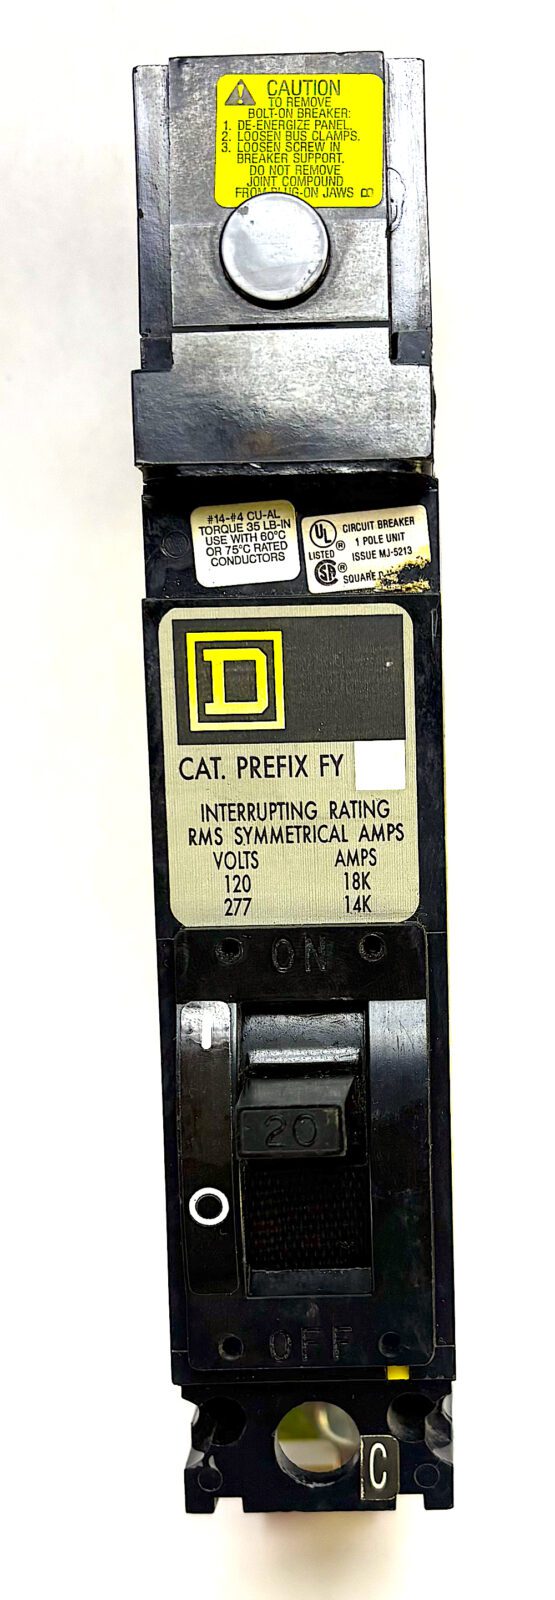 CAUTION
TO REMOVE
BOLT-ON BREAKER:
1. DE-ENERGIZE PANEL.
2. LOOSEN BUS CLAMPS.
3. LOOSEN SCREW IN
BREAKER SUPPORT.
DO NOT REMOVE
JOINT COMPOUND
FROM PLUG-ON JAWS B
#14-#4 CU-AL
TORQUE 35 LB-IN
USE WITH 60°C
OR 75°C RATED
CONDUCTORS
UL
LISTED ®
SA ®
CIRCUIT BREAKER
1 POLE UNIT
ISSUE MJ-5213
SQUARE D
D
CAT. PREFIX FY
INTERRUPTING RATING
RMS SYMMETRICAL AMPS
VOLTS AMPS
120 18K
277 14K
ON
I
20
O
OFF
C